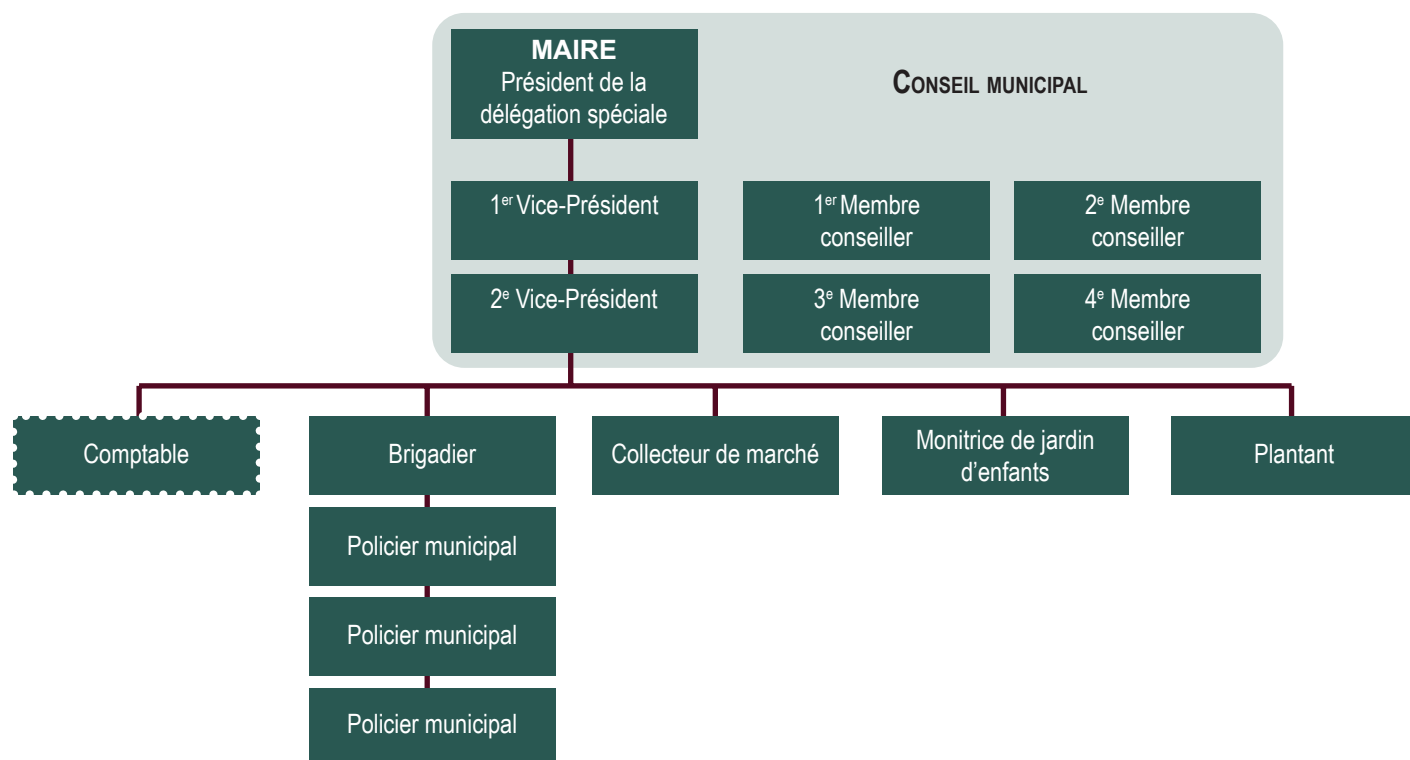 MAIRE
Président de la
délégation spéciale
CONSEIL MUNICIPAL
1er Vice-Président
1er Membre
conseiller
2e Membre
conseiller
2e Vice-Président
3e Membre
conseiller
4e Membre
conseiller
Comptable
Brigadier
Collecteur de marché
Monitrice de jardin
d'enfants
Plantant
Policier municipal
Policier municipal
Policier municipal